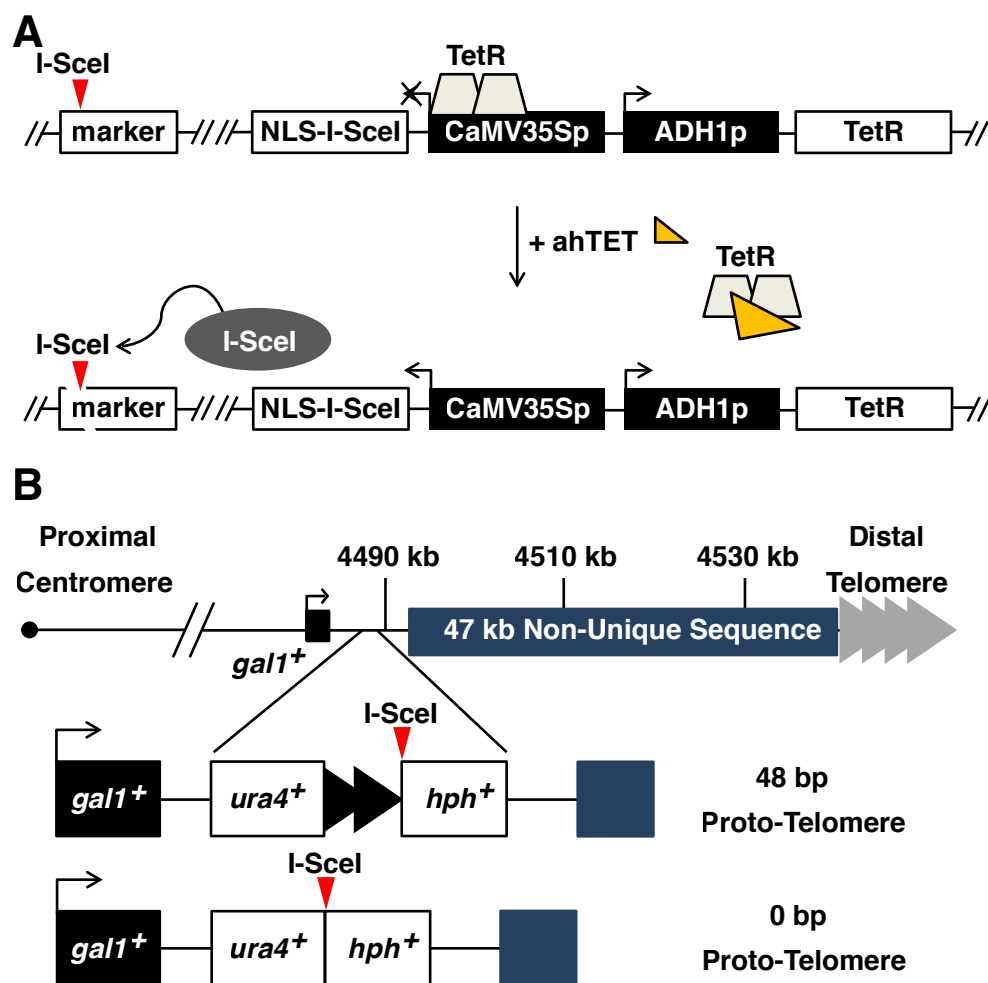 A
I-SceI
TetR
marker
NLS-I-SceI
CaMV35Sp
ADH1p
TetR
+ ahTET
TetR
I-SceI
I-SceI
marker
NLS-I-SceI
CaMV35Sp
ADH1p
TetR
B
Proximal
Centromere
4490 kb
4510 kb
4530 kb
Distal
Telomere
47 kb Non-Unique Sequence
gal1+
I-SceI
gal1+
ura4+
hph+
48 bp
Proto-Telomere
I-SceI
gal1+
ura4+
hph+
0 bp
Proto-Telomere